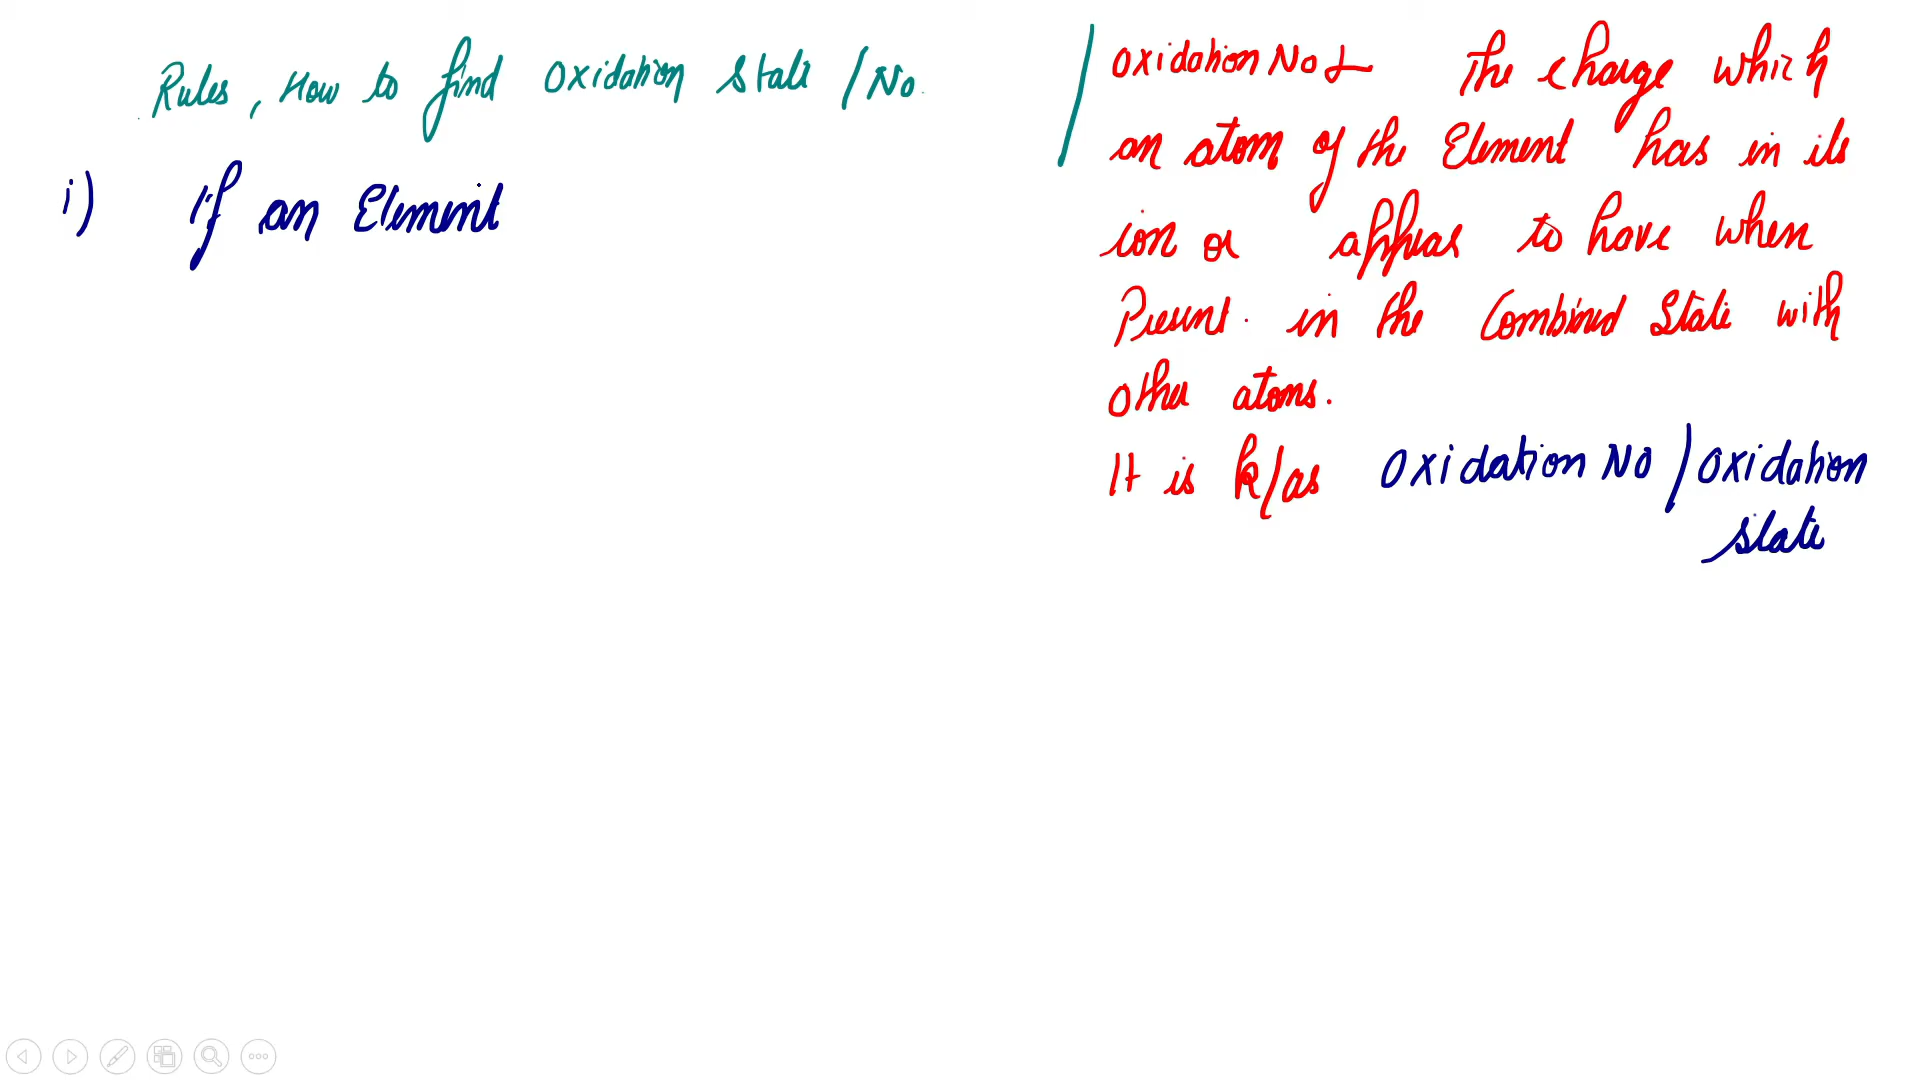 Rules, How to find Oxidation State / No.
i) If an Element
Oxidation No :- The charge which
an atom of the Element has in its
ion or appears to have when
Present in the Combined State with
other atoms.
It is k/as Oxidation NO / Oxidation
state